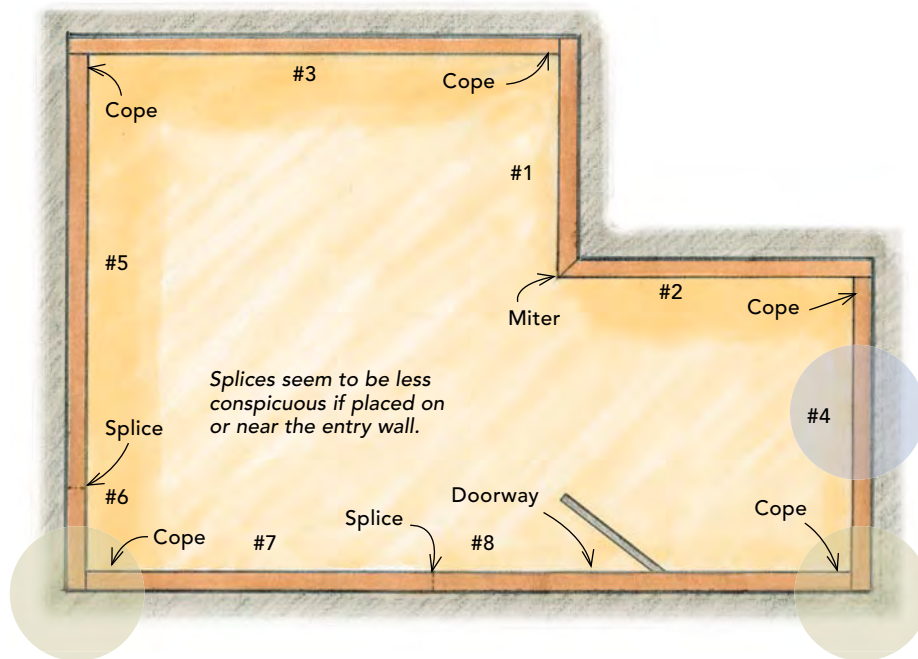 #3
Cope
Cope
#1
#5
#2
Cope
Miter
Splices seem to be less
conspicuous if placed on
or near the entry wall.
#4
Splice
#6
Doorway
Splice
Cope
Cope
#7
#8